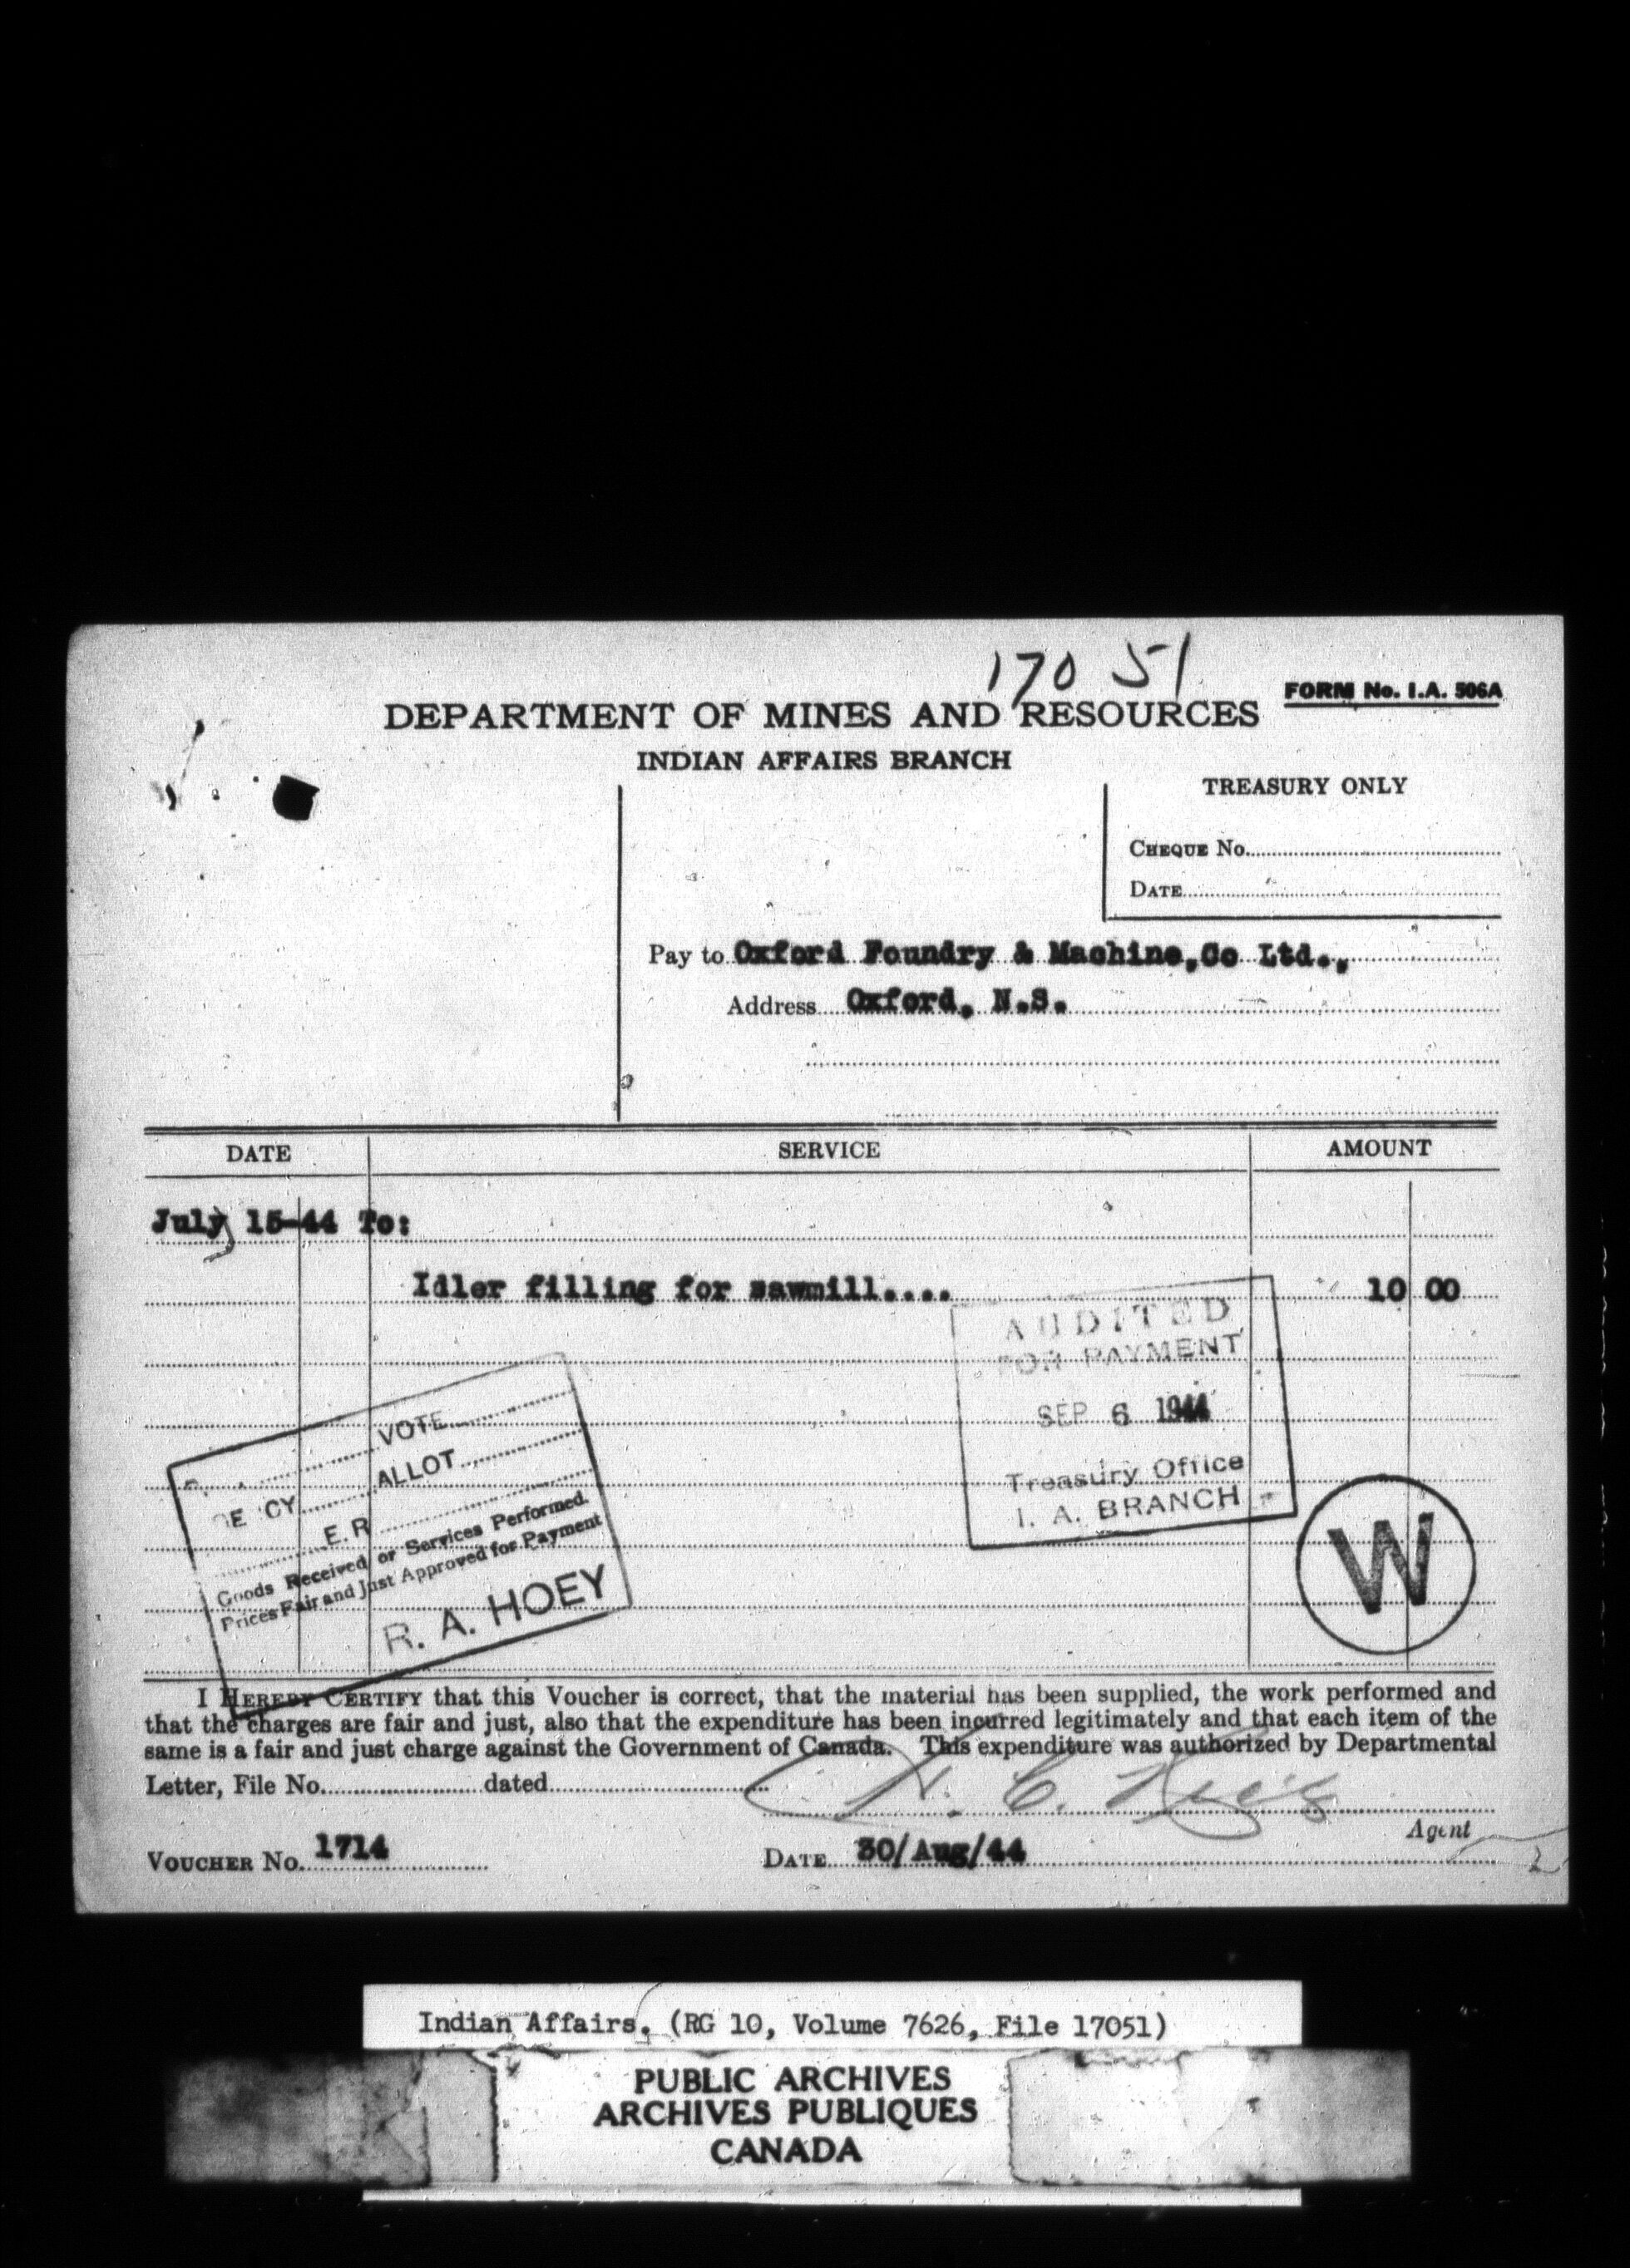 170 51
FORM No. I.A. 506A
DEPARTMENT OF MINES AND RESOURCES
INDIAN AFFAIRS BRANCH
TREASURY ONLY
CHEQUE No.
DATE
Pay to Oxford Foundry & Machine,Co Ltd.,
Address Oxford, N.S.
DATE SERVICE AMOUNT
July 15-44 To:
Idler filling for sawmill.... 10 00
AUDITED
FOR PAYMENT
SEP 6 1944
Treasury Office
I. A. BRANCH
VOTE
ALLOT
E.R
Goods Received or Services Performed.
Prices Fair and Just Approved for Payment
R. A. HOEY
W
I HEREBY CERTIFY that this Voucher is correct, that the material has been supplied, the work performed and
that the charges are fair and just, also that the expenditure has been incurred legitimately and that each item of the
same is a fair and just charge against the Government of Canada. This expenditure was authorized by Departmental
Letter, File No. dated
Agent
VOUCHER No. 1714 DATE 30/Aug/44
Indian Affairs. (RG 10, Volume 7626, File 17051)
PUBLIC ARCHIVES
ARCHIVES PUBLIQUES
CANADA